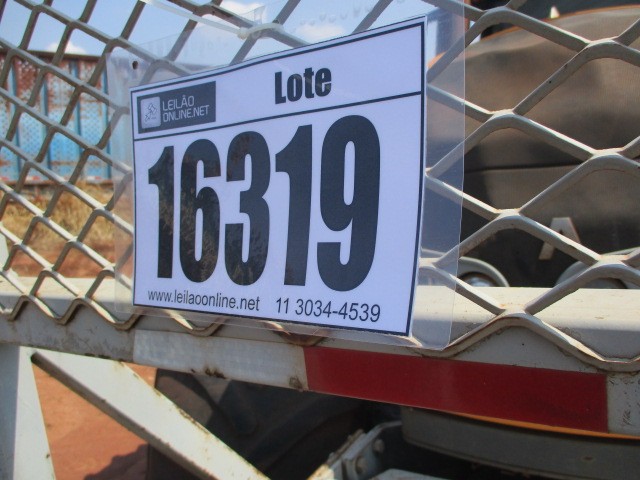 LEILÃO
ONLINE.NET
Lote
16319
www.leilaoonline.net 11 3034-4539
A